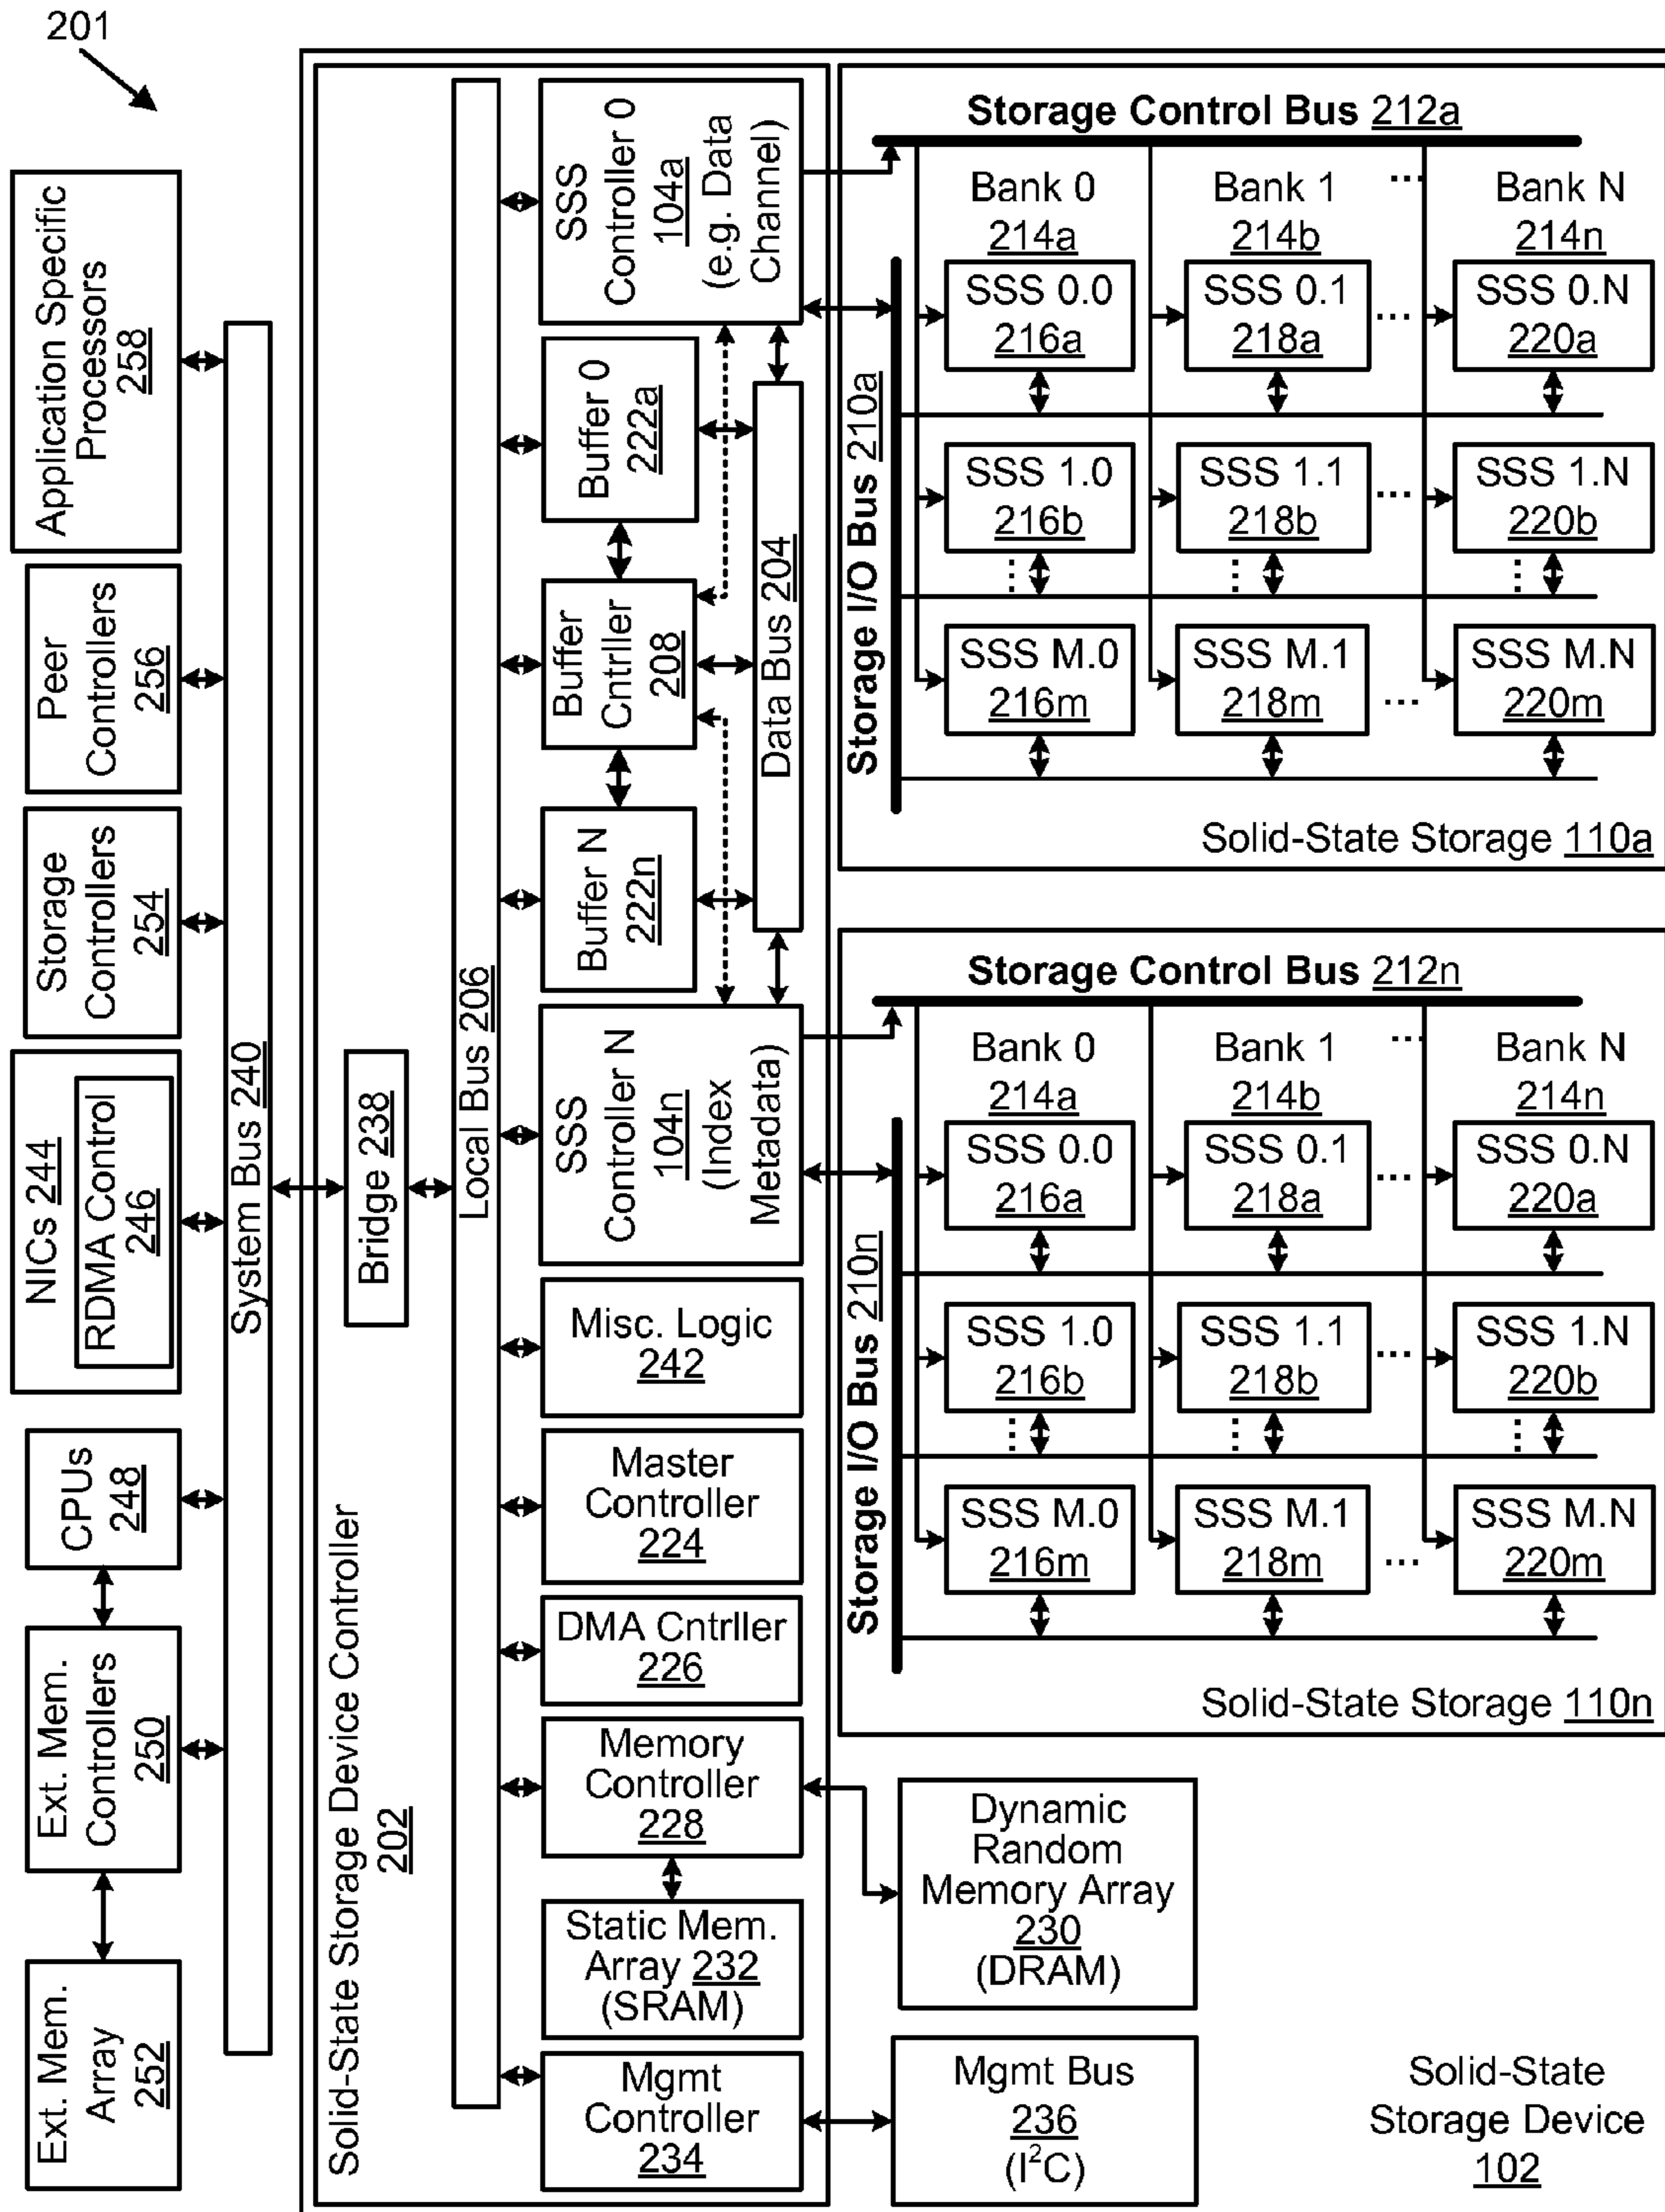 201
Application Specific
Processors
258
Peer
Controllers
256
Storage
Controllers
254
NICs 244
RDMA Control
246
CPUs
248
Ext. Mem.
Controllers
250
Ext. Mem.
Array
252
System Bus 240
Solid-State Storage Device Controller
202
Bridge 238
Local Bus 206
SSS
Controller 0
104a
(e.g. Data
Channel)
Buffer 0
222a
Buffer
Cntrller
208
Buffer N
222n
Data Bus 204
SSS
Controller N
104n
(Index
Metadata)
Misc. Logic
242
Master
Controller
224
DMA Cntrller
226
Memory
Controller
228
Static Mem.
Array 232
(SRAM)
Mgmt
Controller
234
Storage Control Bus 212a
Storage I/O Bus 210a
Bank 0
214a
Bank 1
214b
...
Bank N
214n
SSS 0.0
216a
SSS 0.1
218a
...
SSS 0.N
220a
SSS 1.0
216b
SSS 1.1
218b
...
SSS 1.N
220b
SSS M.0
216m
SSS M.1
218m
...
SSS M.N
220m
Solid-State Storage 110a
Storage Control Bus 212n
Storage I/O Bus 210n
Bank 0
214a
Bank 1
214b
...
Bank N
214n
SSS 0.0
216a
SSS 0.1
218a
...
SSS 0.N
220a
SSS 1.0
216b
SSS 1.1
218b
...
SSS 1.N
220b
SSS M.0
216m
SSS M.1
218m
...
SSS M.N
220m
Solid-State Storage 110n
Dynamic
Random
Memory Array
230
(DRAM)
Mgmt Bus
236
(I²C)
Solid-State
Storage Device
102